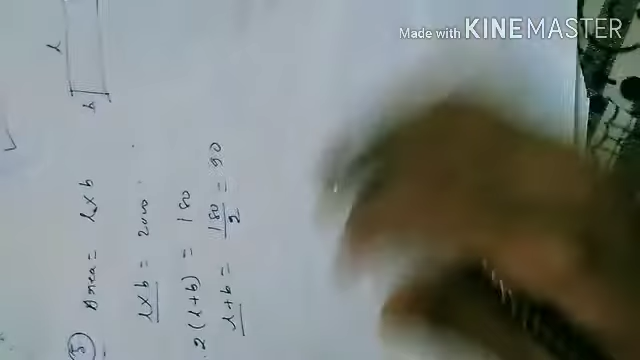 Made with KINEMASTER
l
b
5) Area = l × b
l × b = 2000
2(l+b) = 180
l+b = 180/2 = 90